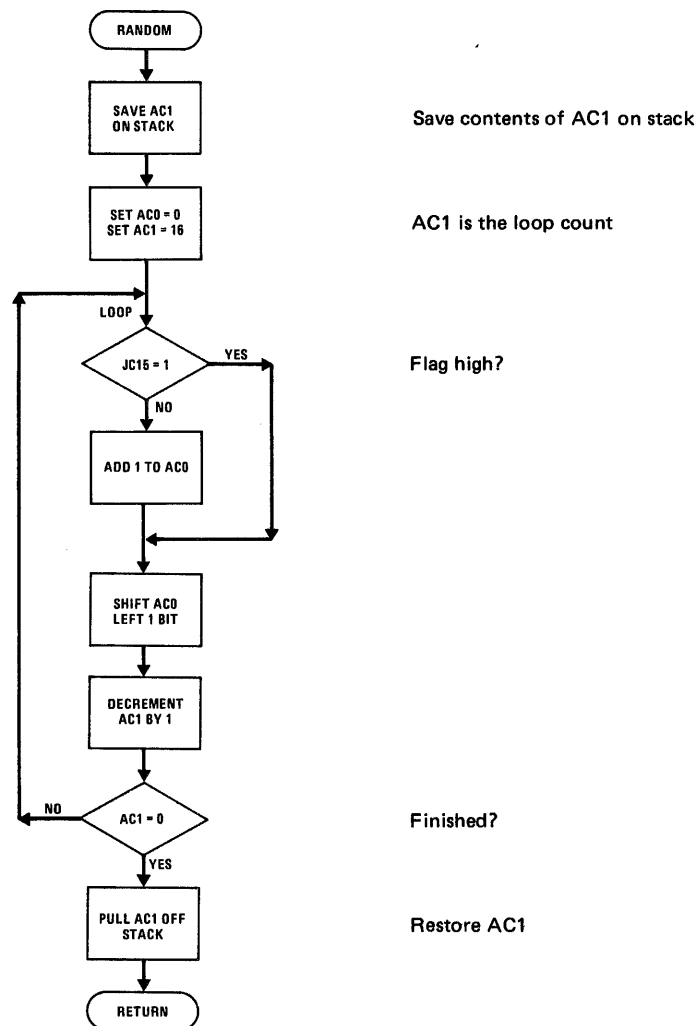 RANDOM
SAVE AC1
ON STACK
Save contents of AC1 on stack
SET AC0 = 0
SET AC1 = 16
AC1 is the loop count
LOOP
JC15 = 1
YES
Flag high?
NO
ADD 1 TO AC0
SHIFT AC0
LEFT 1 BIT
DECREMENT
AC1 BY 1
NO
AC1 = 0
Finished?
YES
PULL AC1 OFF
STACK
Restore AC1
RETURN